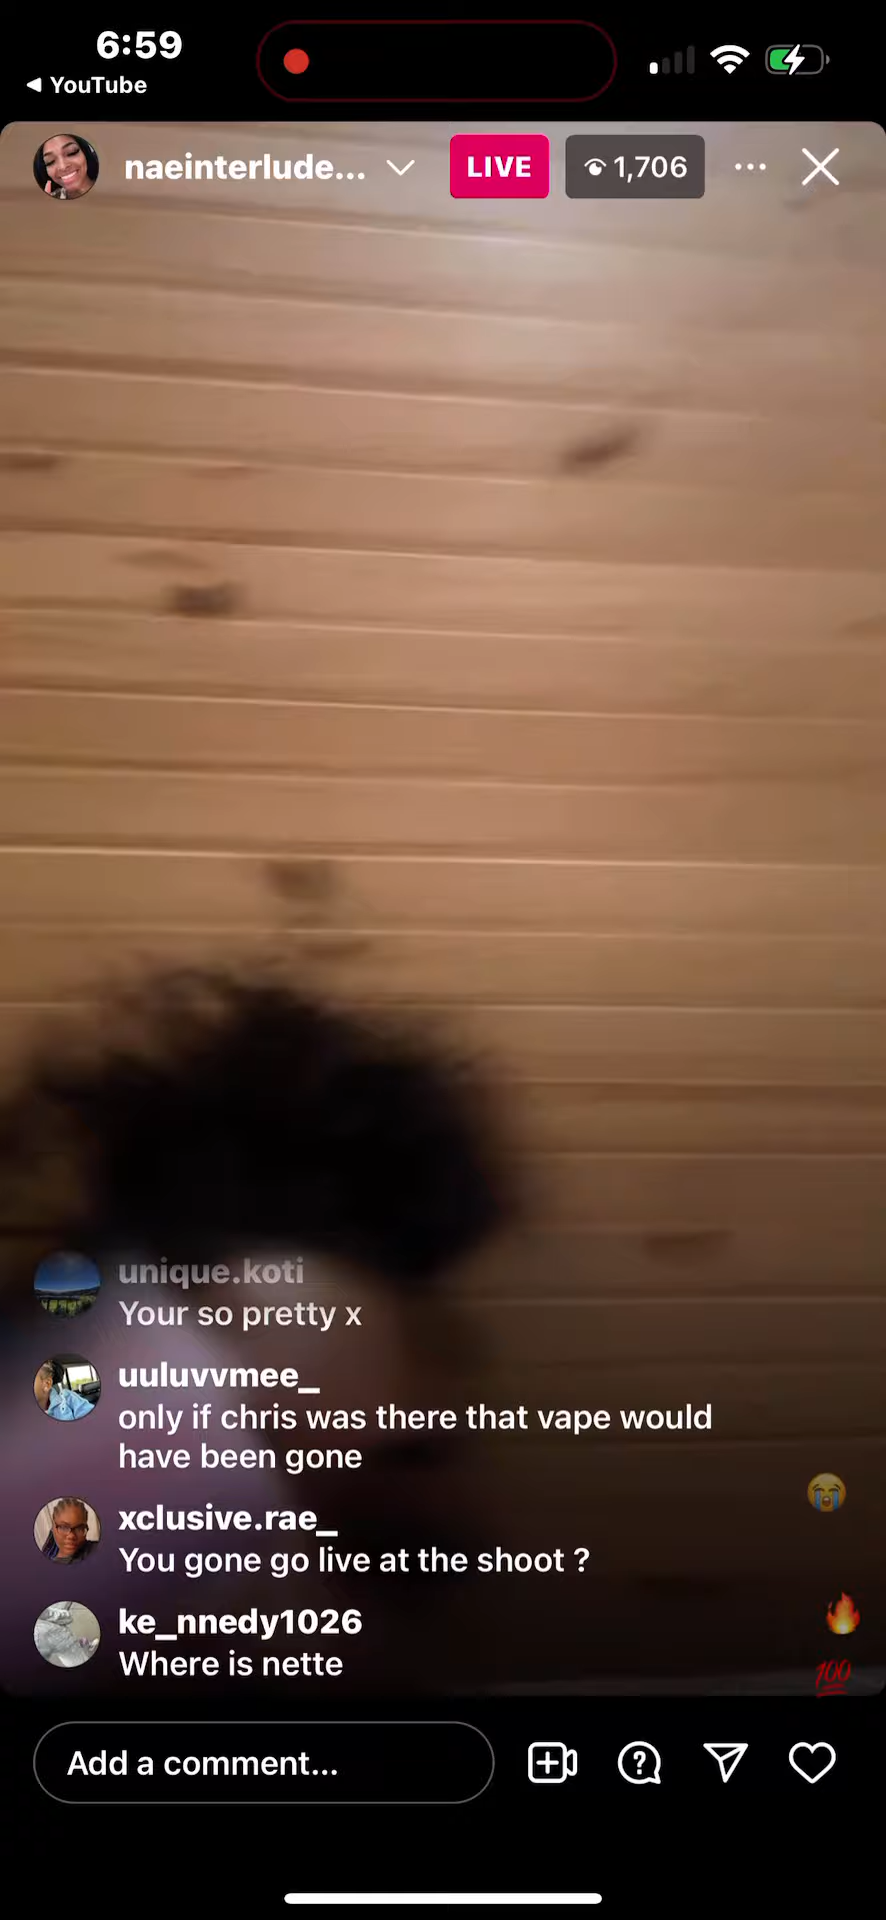 6:59
◀ YouTube
naeinterlude...
LIVE
1,706
unique.koti
Your so pretty x
uuluvvmee_
only if chris was there that vape would
have been gone
xclusive.rae_
You gone go live at the shoot ?
ke_nnedy1026
Where is nette
100
Add a comment...